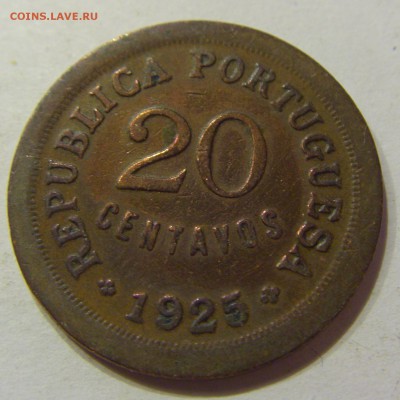 COINS.LAVE.RU
REPUBLICA PORTUGUESA
20
CENTAVOS
* 1925 *